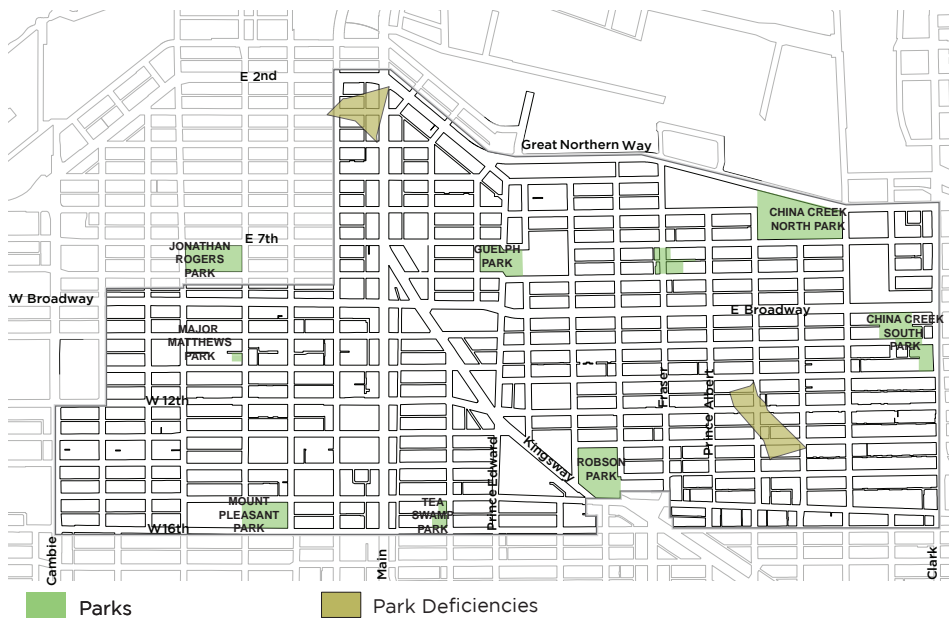 E 2nd
Great Northern Way
CHINA CREEK
NORTH PARK
E 7th
JONATHAN
ROGERS
PARK
GUELPH
PARK
W Broadway
E Broadway
CHINA CREEK
SOUTH
PARK
MAJOR
MATTHEWS
PARK
Fraser
Prince Albert
W 12th
Prince Edward
Kingsway
ROBSON
PARK
MOUNT
PLEASANT
PARK
TEA
SWAMP
PARK
W16th
Cambie
Main
Clark
Parks
Park Deficiencies